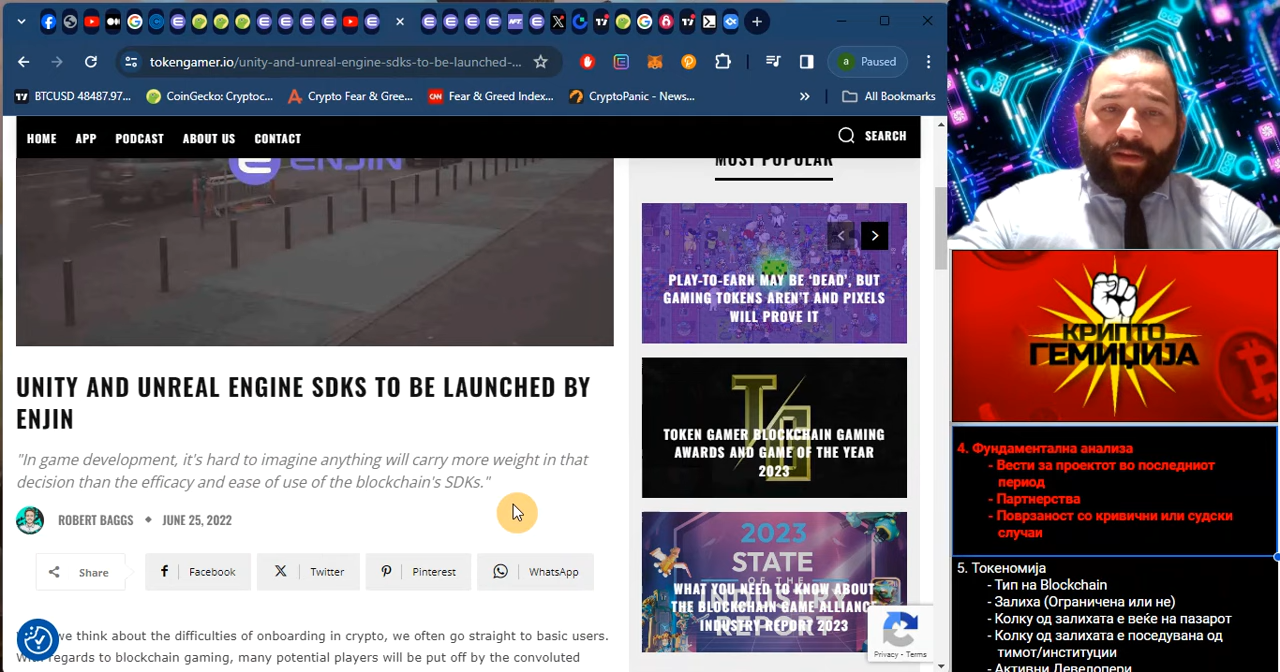 tokengamer.io/unity-and-unreal-engine-sdks-to-be-launched-...
a Paused
BTCUSD 48487.97...
CoinGecko: Cryptoc...
Crypto Fear & Gree...
Fear & Greed Index...
CryptoPanic - News...
»
All Bookmarks
HOME
APP
PODCAST
ABOUT US
CONTACT
SEARCH
ENJIN
MOST POPULAR
PLAY-TO-EARN MAY BE ‘DEAD’, BUT
GAMING TOKENS AREN’T AND PIXELS
WILL PROVE IT
UNITY AND UNREAL ENGINE SDKS TO BE LAUNCHED BY
ENJIN
"In game development, it's hard to imagine anything will carry more weight in that
decision than the efficacy and ease of use of the blockchain's SDKs."
ROBERT BAGGS
JUNE 25, 2022
Share
Facebook
Twitter
Pinterest
WhatsApp
we think about the difficulties of onboarding in crypto, we often go straight to basic users.
regards to blockchain gaming, many potential players will be put off by the convoluted
TG
TOKEN GAMER BLOCKCHAIN GAMING
AWARDS AND GAME OF THE YEAR
2023
2023
STATE
OF THE
INDUSTRY
REPORT
WHAT YOU NEED TO KNOW ABOUT
THE BLOCKCHAIN GAME ALLIANCE
INDUSTRY REPORT 2023
Privacy - Terms
КРИПТО
ГЕМИЏИЈА
4. Фундаментална анализа
- Вести за проектот во последниот
период
- Партнерства
- Поврзаност со кривични или судски
случаи
5. Токеномија
- Тип на Blockchain
- Залиха (Ограничена или не)
- Колку од залихата е веќе на пазарот
- Колку од залихата е поседувана од
тимот/институции
- Активни Девелопери